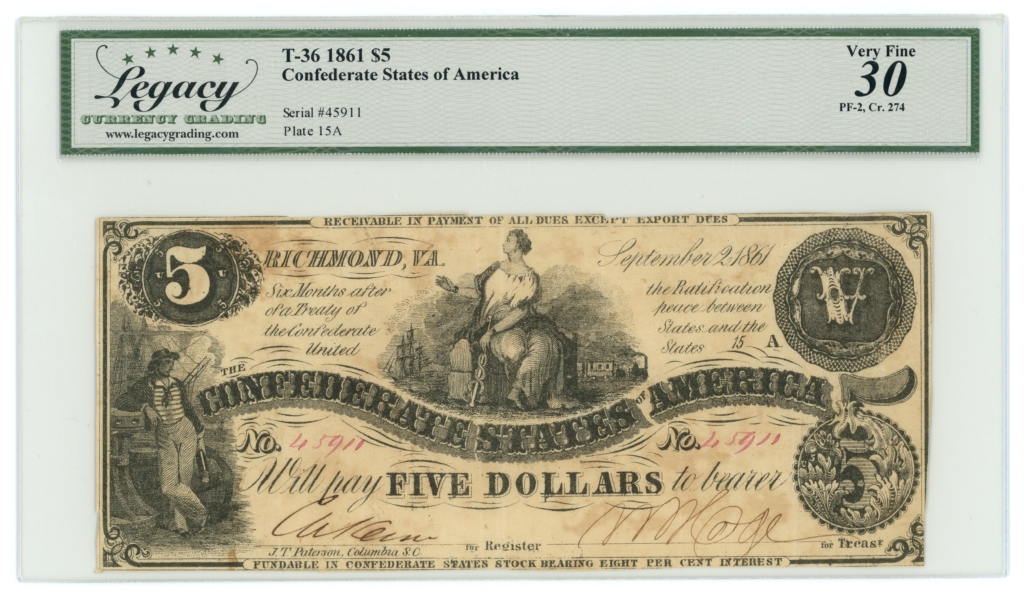 Legacy
CURRENCY GRADING
www.legacygrading.com
T-36 1861 $5
Confederate States of America
Serial #45911
Plate 15A
Very Fine
30
PF-2, Cr. 274
RECEIVABLE IN PAYMENT OF ALL DUES EXCEPT EXPORT DUES
5
U U
5 5
RICHMOND, VA.
September 2, 1861
V
Six Months after
of a Treaty of
the Confederate
United
the Ratification
peace between
States and the
States 15 A
THE
CONFEDERATE STATES OF AMERICA
No. 45911
No. 45911
Will pay FIVE DOLLARS to bearer
5
5
for Register
for Treasr
J.T. Paterson, Columbia S.C.
FUNDABLE IN CONFEDERATE STATES STOCK BEARING EIGHT PER CENT INTEREST